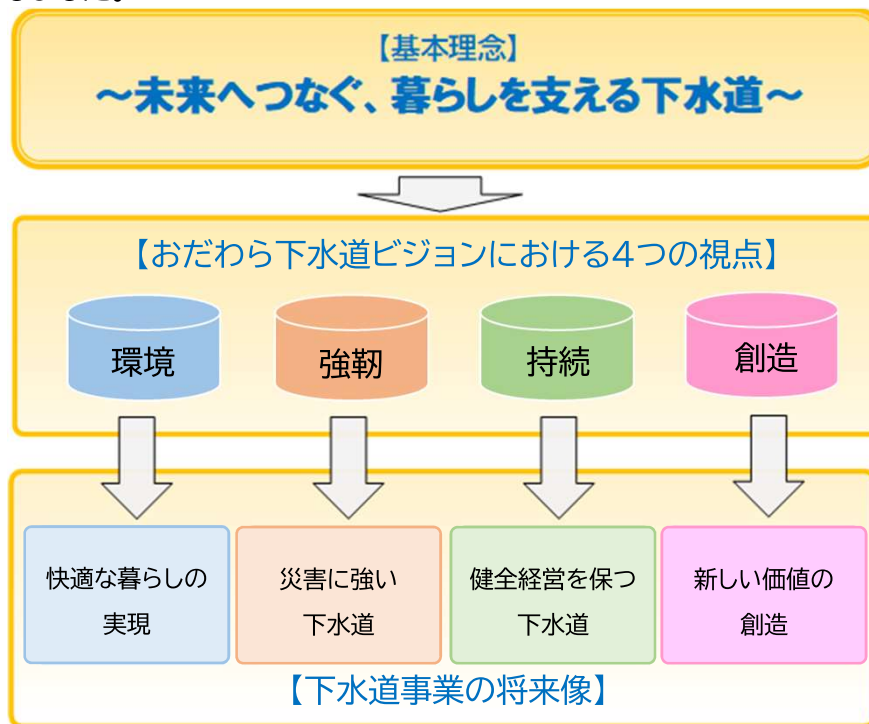 【基本理念】
～未来へつなぐ、暮らしを支える下水道～
【おだわら下水道ビジョンにおける4つの視点】
環境
強靭
持続
創造
快適な暮らしの
実現
災害に強い
下水道
健全経営を保つ
下水道
新しい価値の
創造
【下水道事業の将来像】